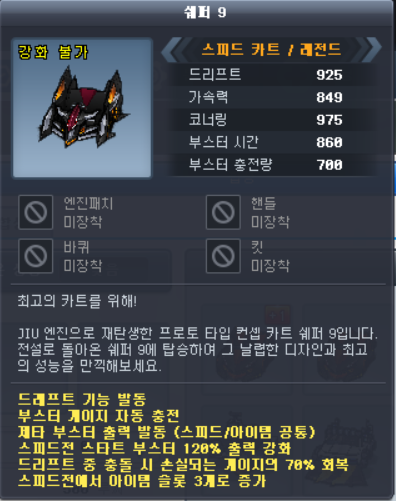 쉐퍼 9
강화 불가
스피드 카트 / 레전드
드리프트 925
가속력 849
코너링 975
부스터 시간 860
부스터 충전량 700
엔진패치
미장착
핸들
미장착
바퀴
미장착
킷
미장착
최고의 카트를 위해!
JIU 엔진으로 재탄생한 프로토 타입 컨셉 카트 쉐퍼 9입니다.
전설로 돌아온 쉐퍼 9에 탑승하여 그 날렵한 디자인과 최고
의 성능을 만끽해보세요.
드래프트 기능 발동
부스터 게이지 자동 충전
제타 부스터 출력 발동 (스피드/아이템 공통)
스피드전 스타트 부스터 120% 출력 강화
드리프트 중 충돌 시 손실되는 게이지의 70% 회복
스피드전에서 아이템 슬롯 3개로 증가